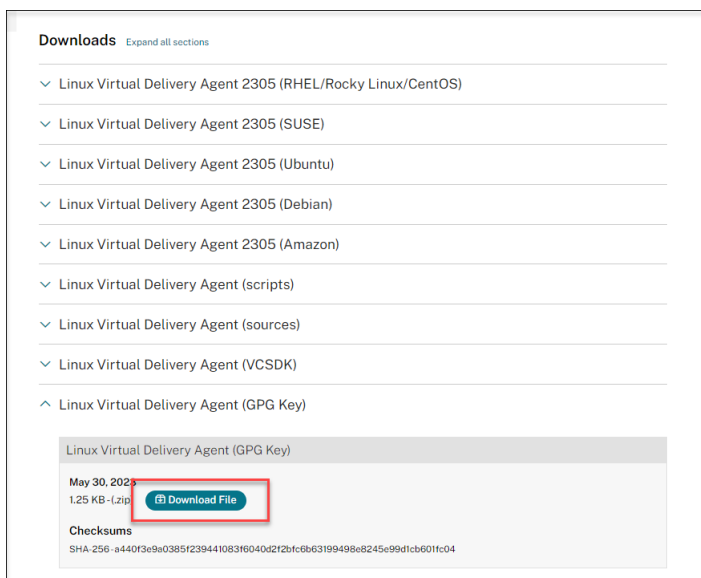 Downloads Expand all sections
Linux Virtual Delivery Agent 2305 (RHEL/Rocky Linux/CentOS)
Linux Virtual Delivery Agent 2305 (SUSE)
Linux Virtual Delivery Agent 2305 (Ubuntu)
Linux Virtual Delivery Agent 2305 (Debian)
Linux Virtual Delivery Agent 2305 (Amazon)
Linux Virtual Delivery Agent (scripts)
Linux Virtual Delivery Agent (sources)
Linux Virtual Delivery Agent (VCSDK)
Linux Virtual Delivery Agent (GPG Key)
Linux Virtual Delivery Agent (GPG Key)
May 30, 2023
1.25 KB - (.zip) Download File
Checksums
SHA-256 - a440f3e9a0385f239441083f6040d2f2bfc6b63199498e8245e99d1cb601fc04